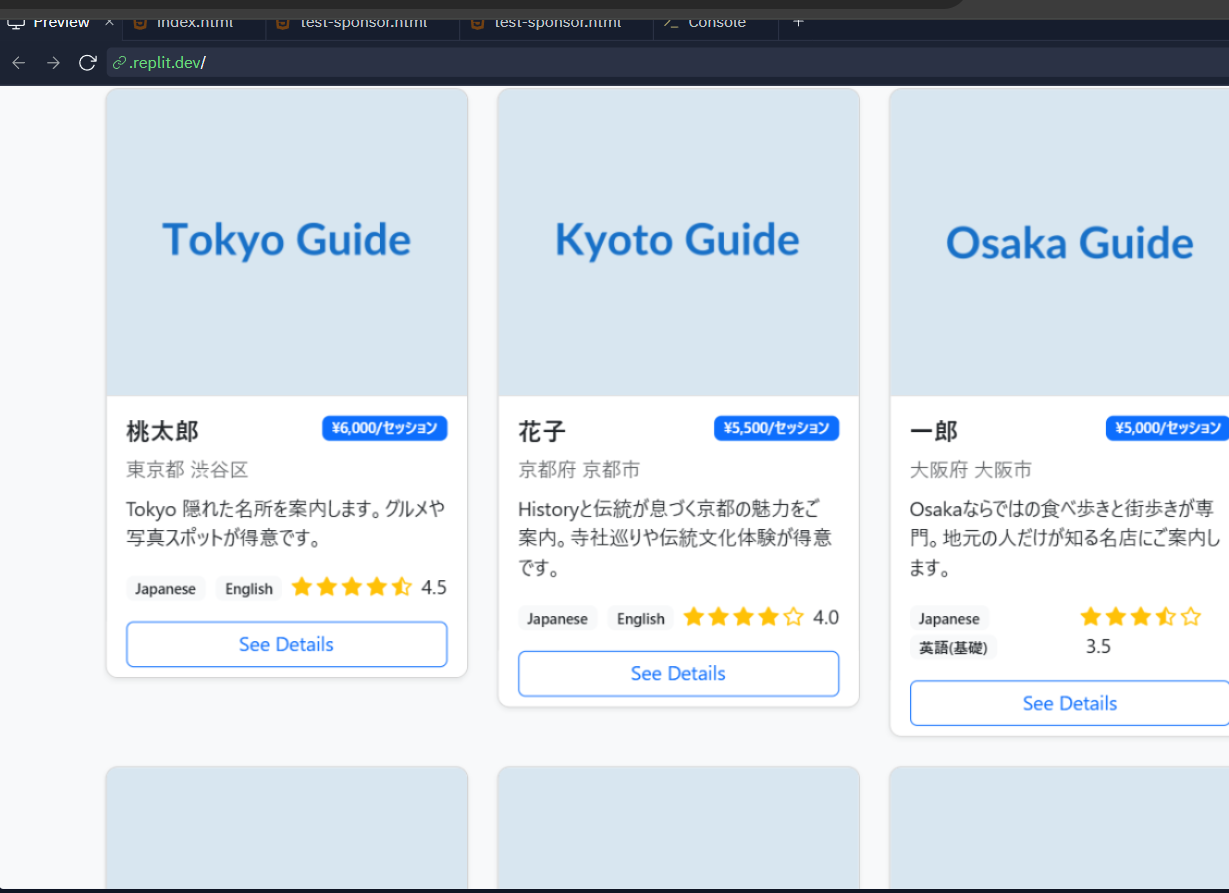 Preview × index.html test-sponsor.html test-sponsor.html >_ Console +
.replit.dev/
Tokyo Guide
Kyoto Guide
Osaka Guide
桃太郎 ¥6,000/セッション
東京都 渋谷区
Tokyo 隠れた名所を案内します。グルメや
写真スポットが得意です。
Japanese English 4.5
See Details
花子 ¥5,500/セッション
京都府 京都市
Historyと伝統が息づく京都の魅力をご
案内。寺社巡りや伝統文化体験が得意
です。
Japanese English 4.0
See Details
一郎 ¥5,000/セッション
大阪府 大阪市
Osakaならではの食べ歩きと街歩きが専
門。地元の人だけが知る名店にご案内し
ます。
Japanese
英語(基礎) 3.5
See Details